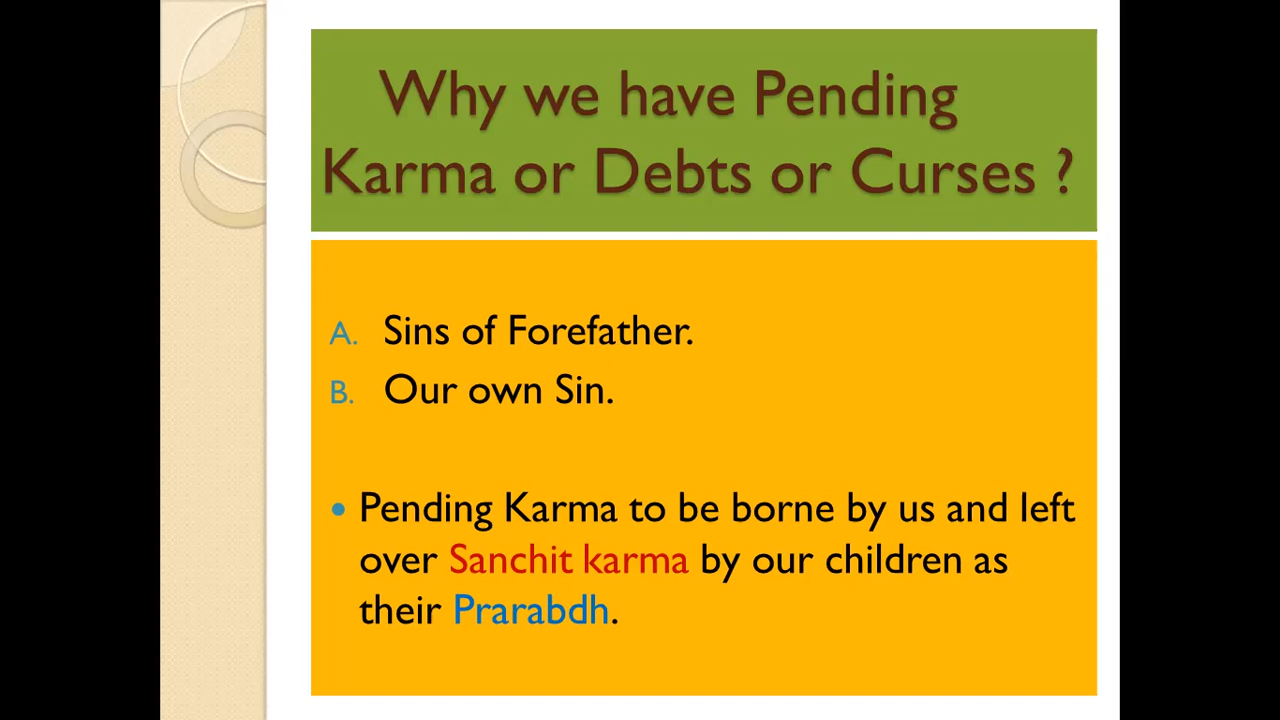 Why we have Pending
Karma or Debts or Curses ?
A. Sins of Forefather.
B. Our own Sin.
• Pending Karma to be borne by us and left
over Sanchit karma by our children as
their Prarabdh.